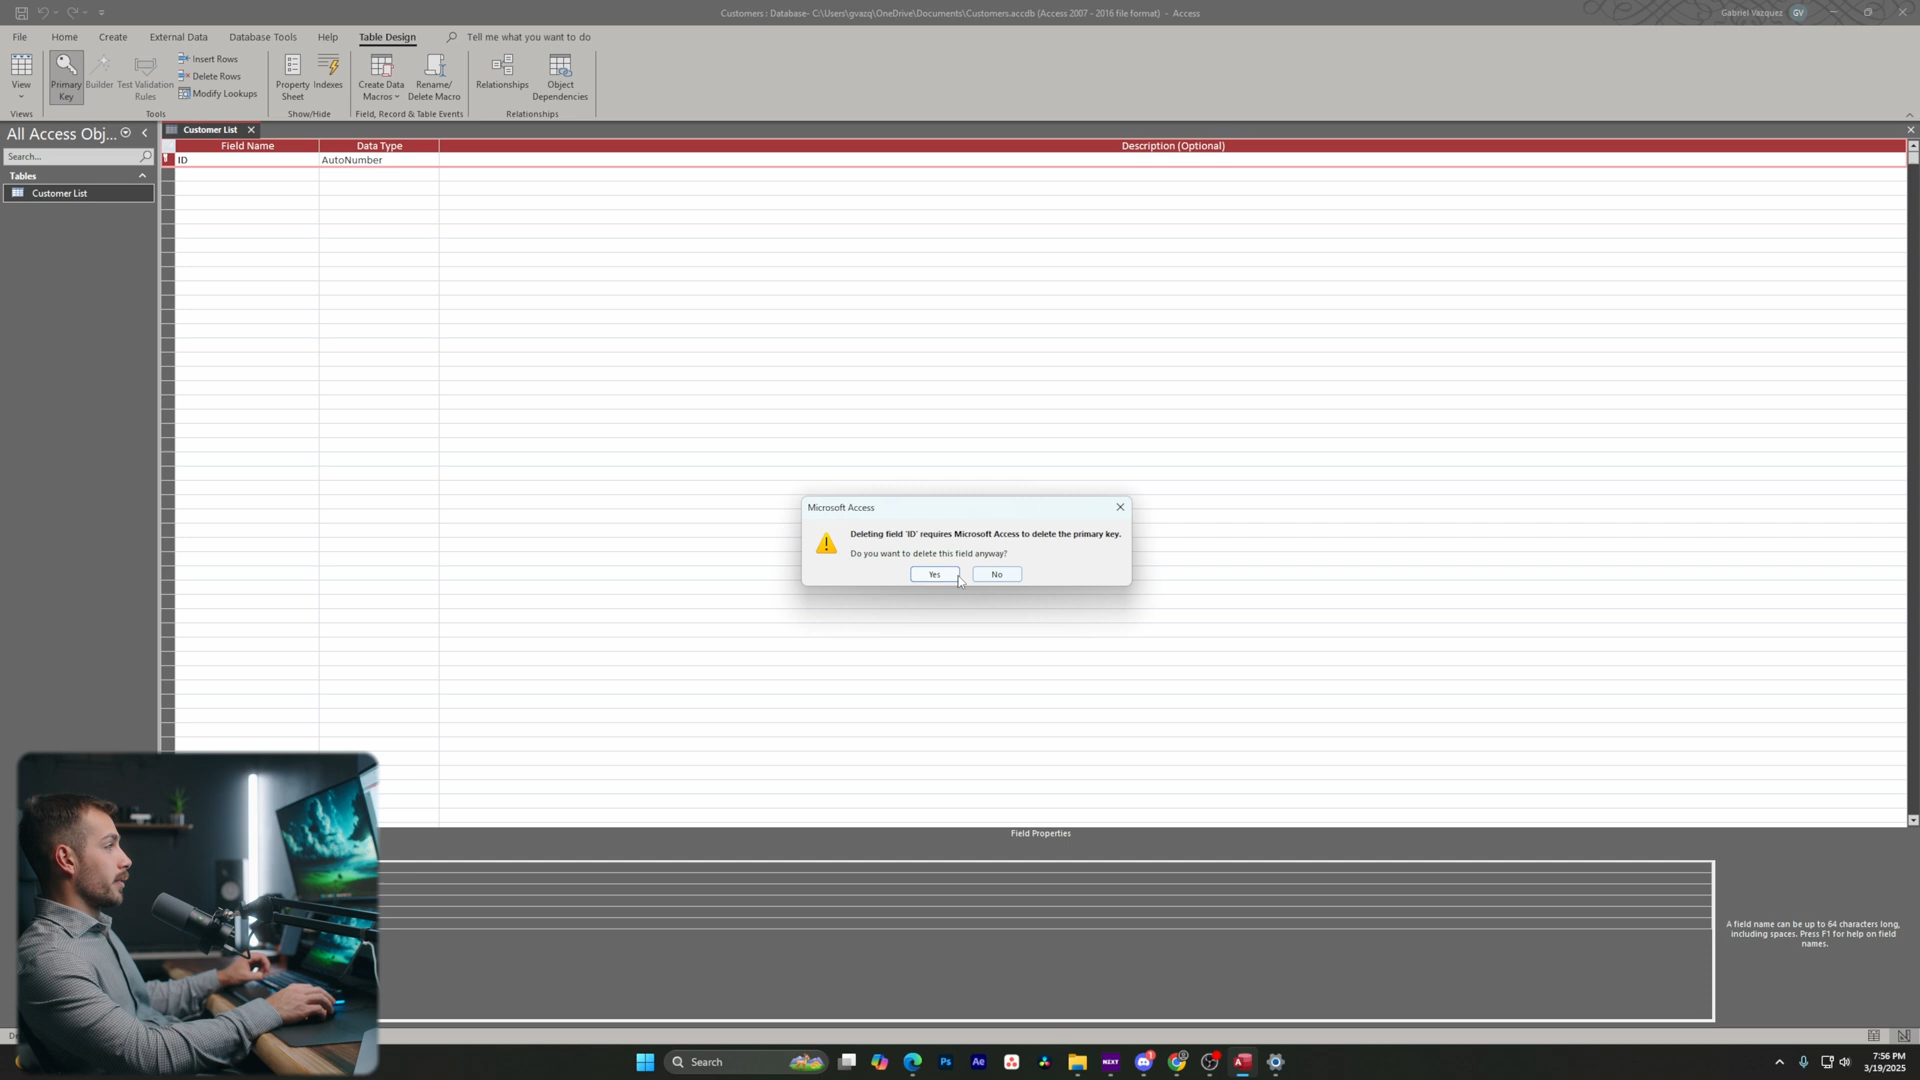 Customers : Database- C:\Users\gvazq\OneDrive\Documents\Customers.accdb (Access 2007 - 2016 file format) - Access
Gabriel Vazquez GV
File Home Create External Data Database Tools Help Table Design Tell me what you want to do
View
Primary Key
Builder
Test Validation Rules
Insert Rows
Delete Rows
Modify Lookups
Property Sheet
Indexes
Create Data Macros
Rename/ Delete Macro
Relationships
Object Dependencies
Views Tools Show/Hide Field, Record & Table Events Relationships
All Access Obj...
Search...
Tables
Customer List
Customer List
Field Name Data Type Description (Optional)
ID AutoNumber
Microsoft Access
Deleting field 'ID' requires Microsoft Access to delete the primary key.
Do you want to delete this field anyway?
Yes No
Field Properties
A field name can be up to 64 characters long,
including spaces. Press F1 for help on field
names.
Search
Ps
Ae
NEXT
1
A
7:56 PM
3/19/2025